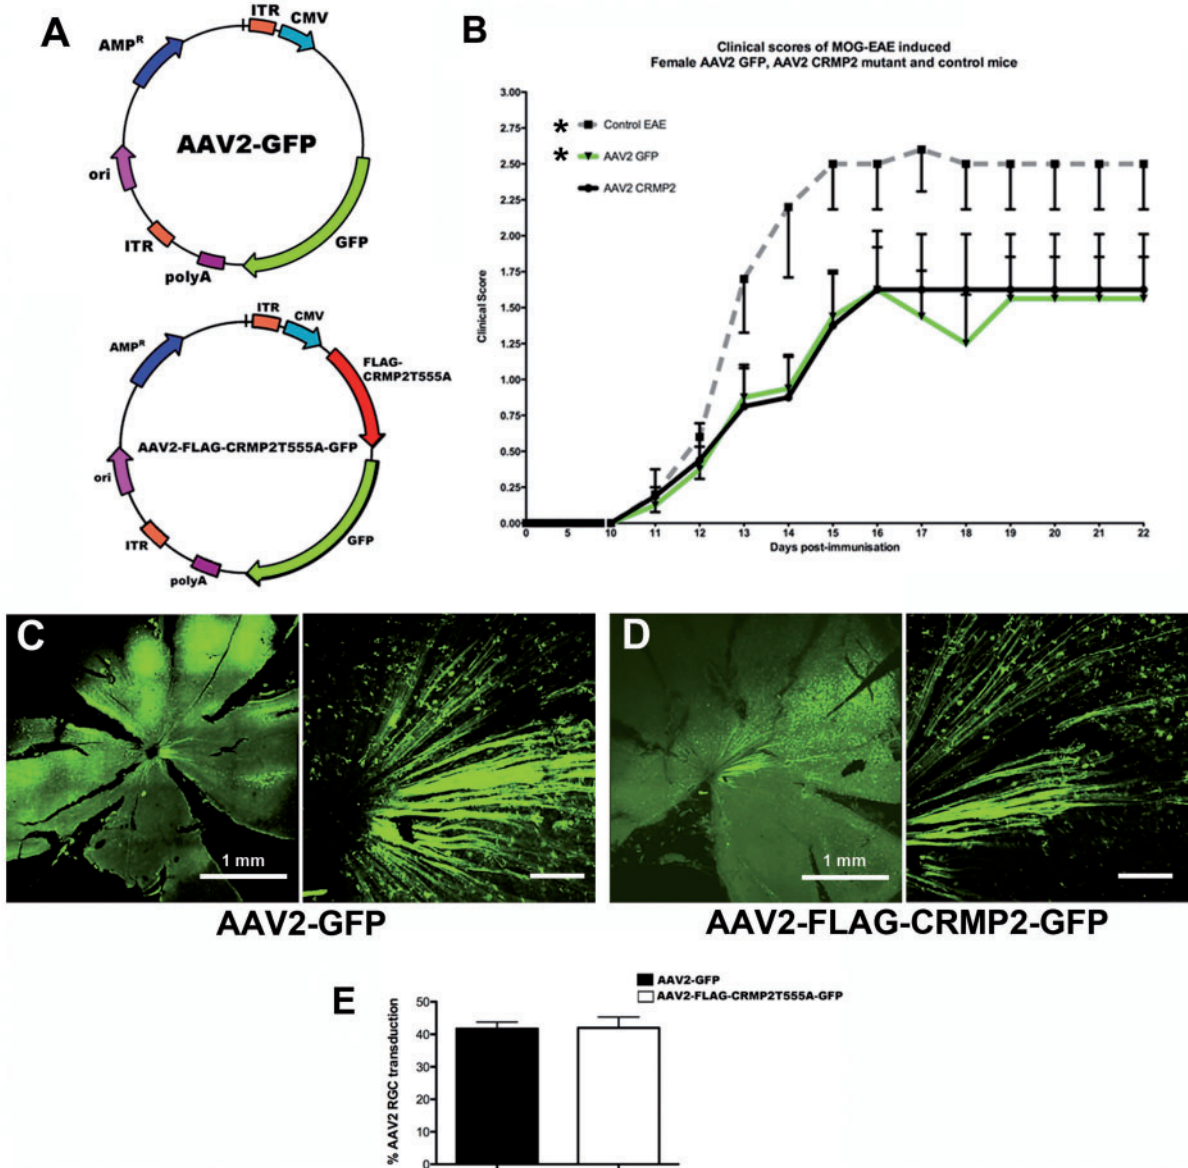 A
ITR
CMV
AMPR
AAV2-GFP
ori
ITR
polyA
GFP
ITR
CMV
AMPR
FLAG-
CRMP2T555A
AAV2-FLAG-CRMP2T555A-GFP
ori
ITR
polyA
GFP
B
Clinical scores of MOG-EAE induced
Female AAV2 GFP, AAV2 CRMP2 mutant and control mice
* Control EAE
* AAV2 GFP
AAV2 CRMP2
Clinical Score
3.00
2.75
2.50
2.25
2.00
1.75
1.50
1.25
1.00
0.75
0.50
0.25
0.00
0 5 10 11 12 13 14 15 16 17 18 19 20 21 22
Days post-immunisation
C
1 mm
AAV2-GFP
D
1 mm
AAV2-FLAG-CRMP2-GFP
E
AAV2-GFP
AAV2-FLAG-CRMP2T555A-GFP
% AAV2 RGC transduction
50
40
30
20
10
0